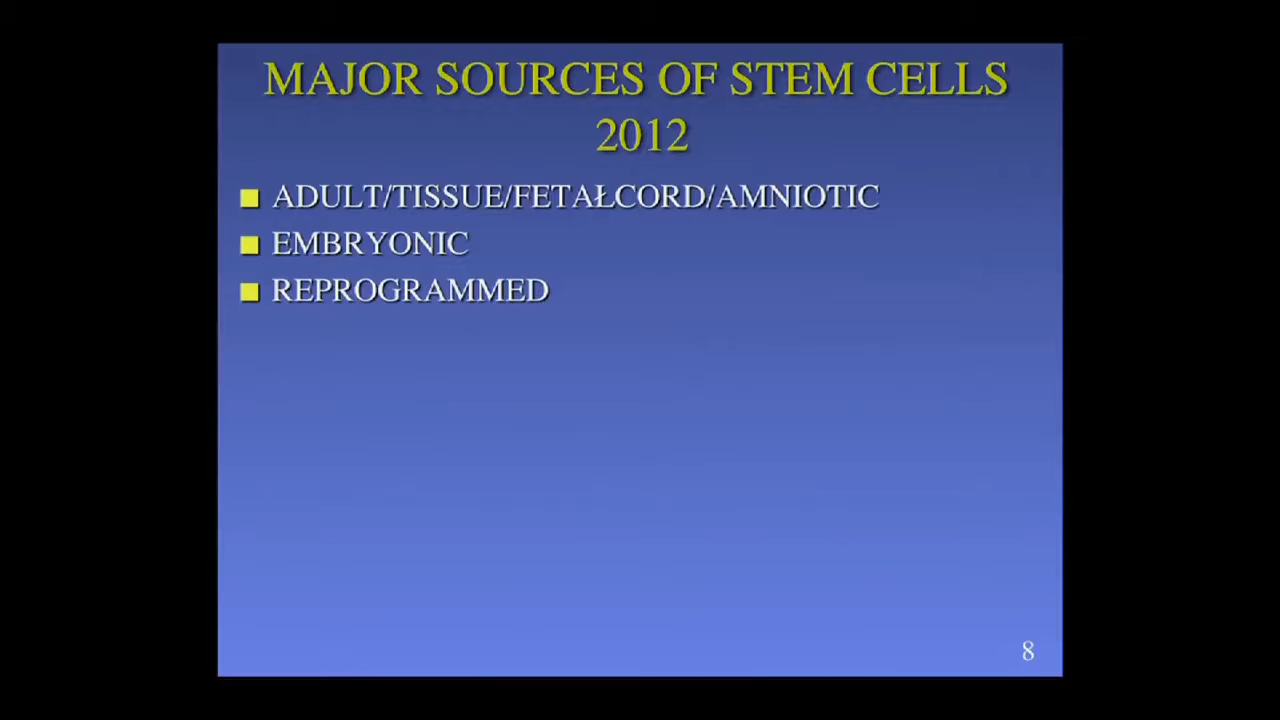 MAJOR SOURCES OF STEM CELLS
2012
ADULT/TISSUE/FETAŁCORD/AMNIOTIC
EMBRYONIC
REPROGRAMMED
8